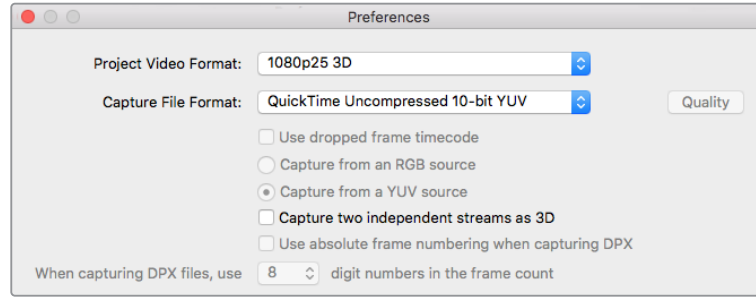 Preferences
Project Video Format: 1080p25 3D
Capture File Format: QuickTime Uncompressed 10-bit YUV Quality
Use dropped frame timecode
Capture from an RGB source
Capture from a YUV source
Capture two independent streams as 3D
Use absolute frame numbering when capturing DPX
When capturing DPX files, use 8 digit numbers in the frame count